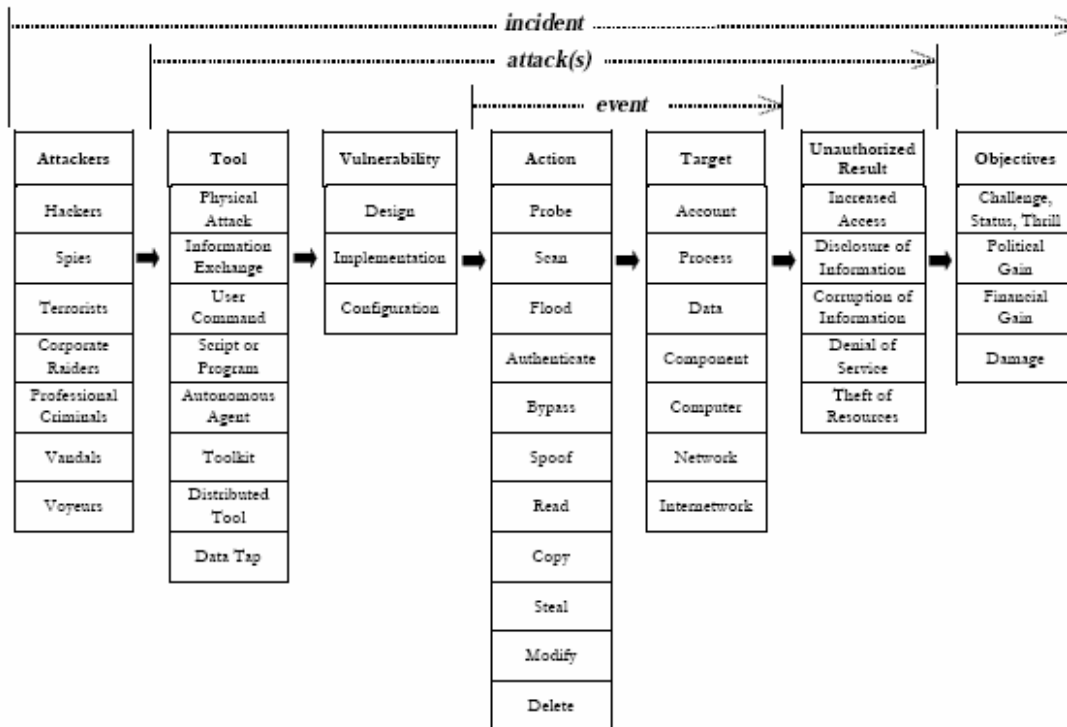 incident
attack(s)
event
Attackers
Hackers
Spies
Terrorists
Corporate
Raiders
Professional
Criminals
Vandals
Voyeurs
Tool
Physical
Attack
Information
Exchange
User
Command
Script or
Program
Autonomous
Agent
Toolkit
Distributed
Tool
Data Tap
Vulnerability
Design
Implementation
Configuration
Action
Probe
Scan
Flood
Authenticate
Bypass
Spoof
Read
Copy
Steal
Modify
Delete
Target
Account
Process
Data
Component
Computer
Network
Internetwork
Unauthorized
Result
Increased
Access
Disclosure of
Information
Corruption of
Information
Denial of
Service
Theft of
Resources
Objectives
Challenge,
Status, Thrill
Political
Gain
Financial
Gain
Damage